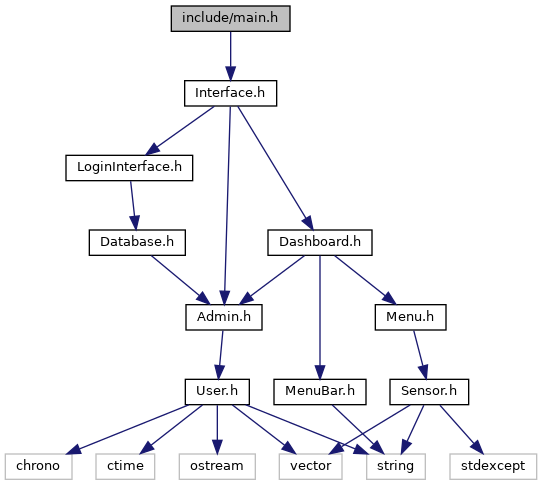 include/main.h
Interface.h
LoginInterface.h
Database.h
Dashboard.h
Admin.h
Menu.h
User.h
MenuBar.h
Sensor.h
chrono
ctime
ostream
vector
string
stdexcept